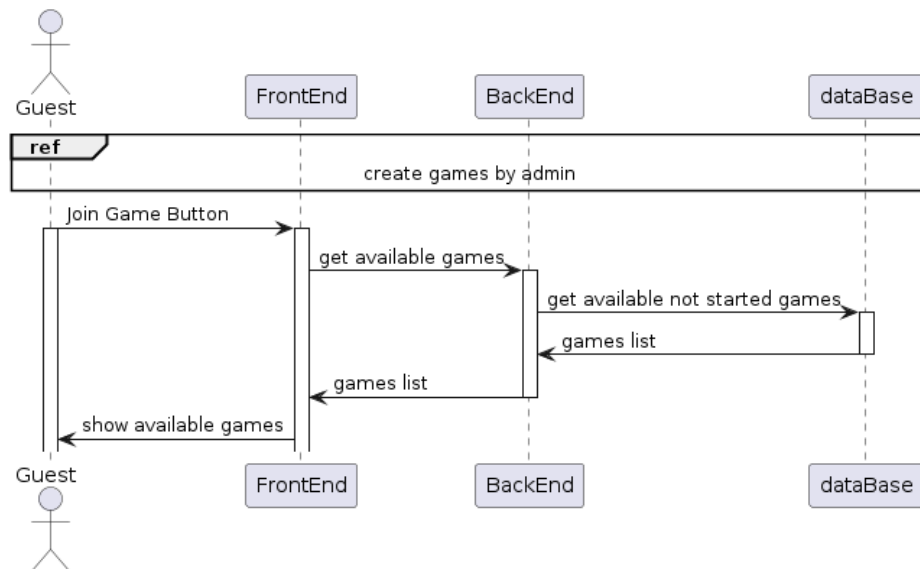 Guest
FrontEnd
BackEnd
dataBase
ref
create games by admin
Join Game Button
get available games
get available not started games
games list
games list
show available games
Guest
FrontEnd
BackEnd
dataBase